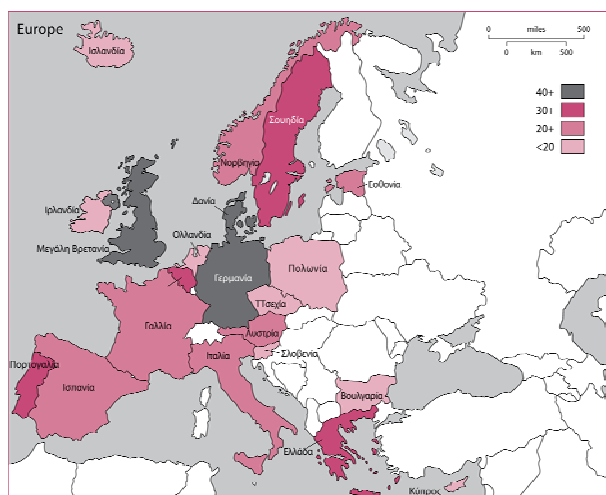 Europe
0 miles 500
0 km 500
Ισλανδία
40+
30+
20+
<20
Σουηδία
Νορβηγία
Εσθονία
Δανία
Ιρλανδία
Ολλανδία
Μεγάλη Βρετανία
Γερμανία
Πολωνία
ΤΤσεχία
Γαλλία
Αυστρία
Ιταλία
Σλοβενία
Πορτογαλία
Ισπανία
Βουλγαρία
Ελλάδα
Κύπρος